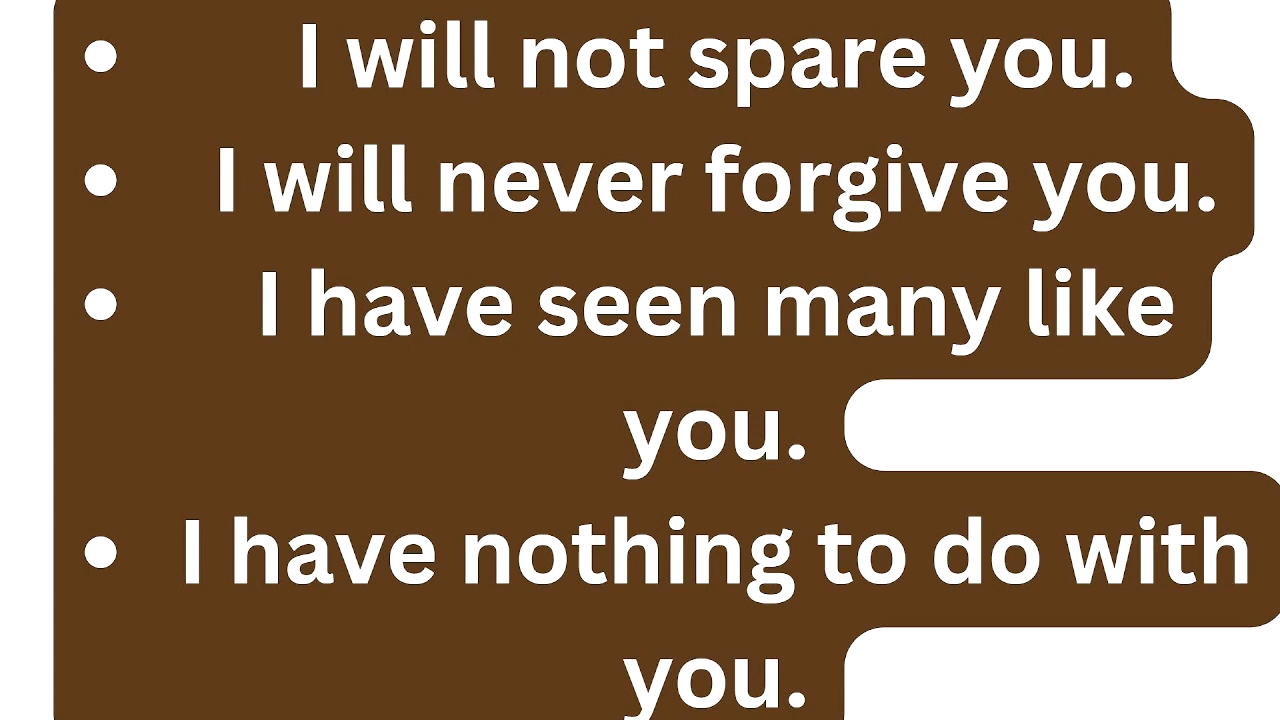 • I will not spare you.
• I will never forgive you.
• I have seen many like
you.
• I have nothing to do with
you.